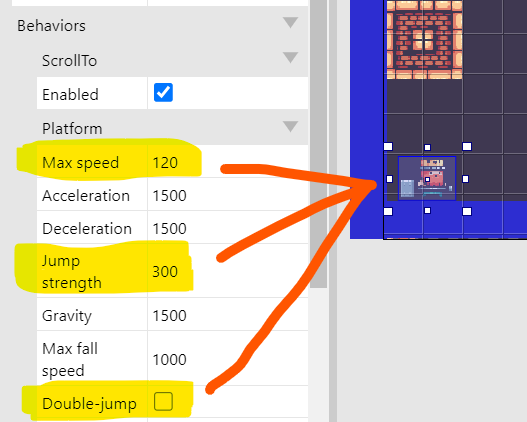 Behaviors
ScrollTo
Enabled
Platform
Max speed 120
Acceleration 1500
Deceleration 1500
Jump
strength 300
Gravity 1500
Max fall
speed 1000
Double-jump